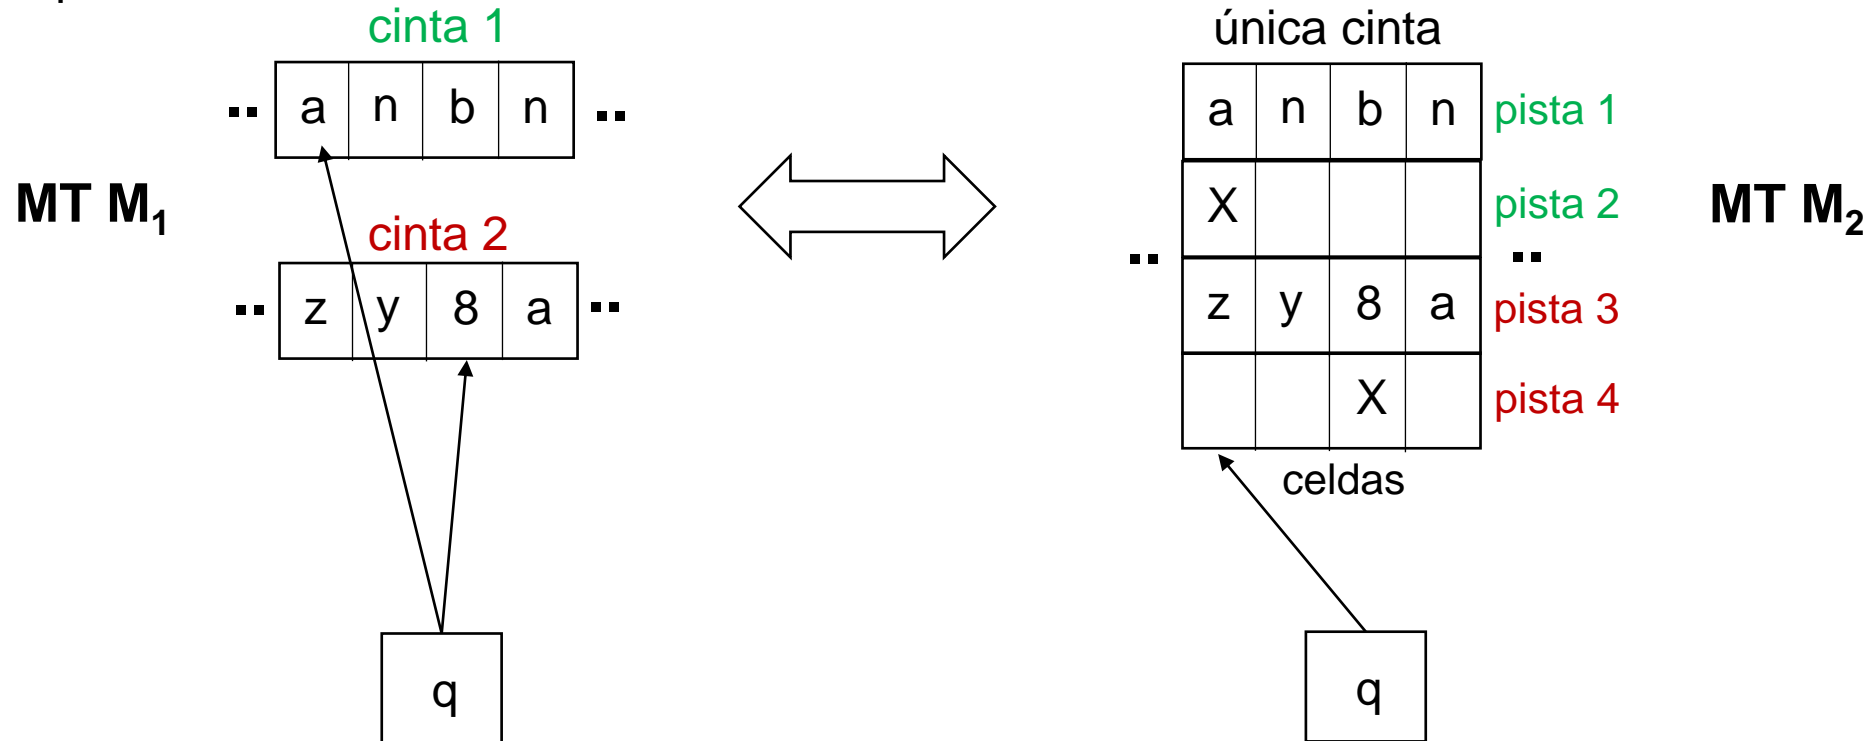 cinta 1
.. a n b n ..
MT M₁
cinta 2
.. z y 8 a ..
q
única cinta
a n b n pista 1
X pista 2
.. ..
z y 8 a pista 3
X pista 4
celdas
MT M₂
q